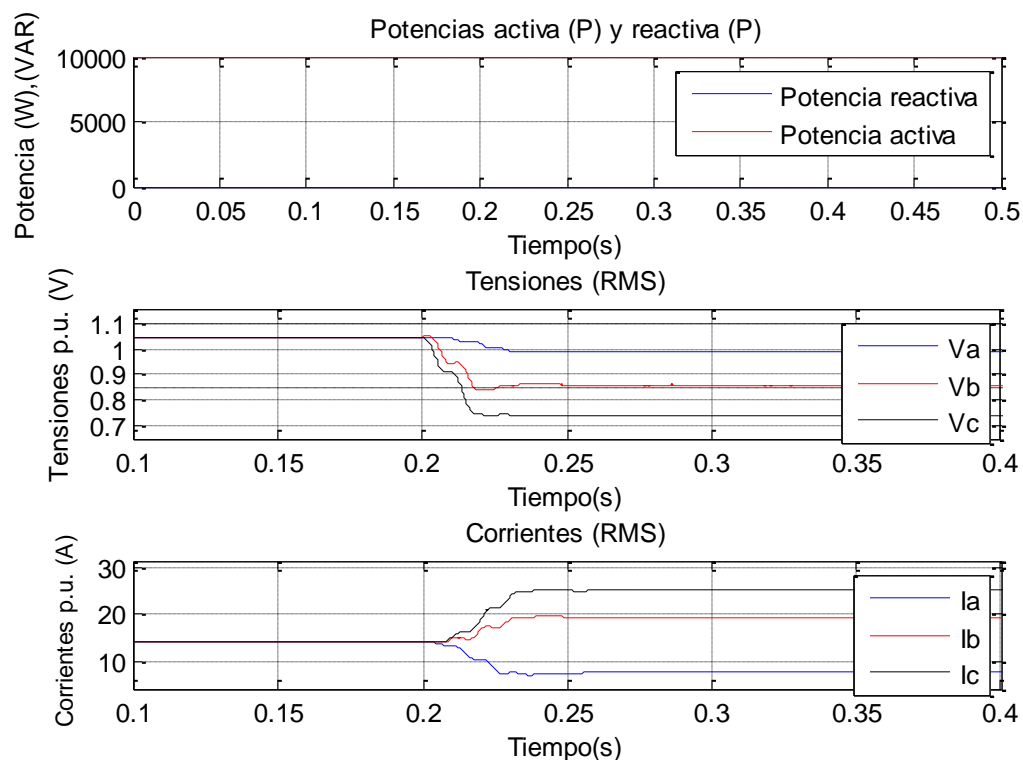 Potencias activa (P) y reactiva (P)
Potencia (W),(VAR)
10000
5000
0
Potencia reactiva
Potencia activa
0 0.05 0.1 0.15 0.2 0.25 0.3 0.35 0.4 0.45 0.5
Tiempo(s)
Tensiones (RMS)
Tensiones p.u. (V)
1.1
1
0.9
0.8
0.7
Va
Vb
Vc
0.1 0.15 0.2 0.25 0.3 0.35 0.4
Tiempo(s)
Corrientes (RMS)
Corrientes p.u. (A)
30
20
10
Ia
Ib
Ic
0.1 0.15 0.2 0.25 0.3 0.35 0.4
Tiempo(s)